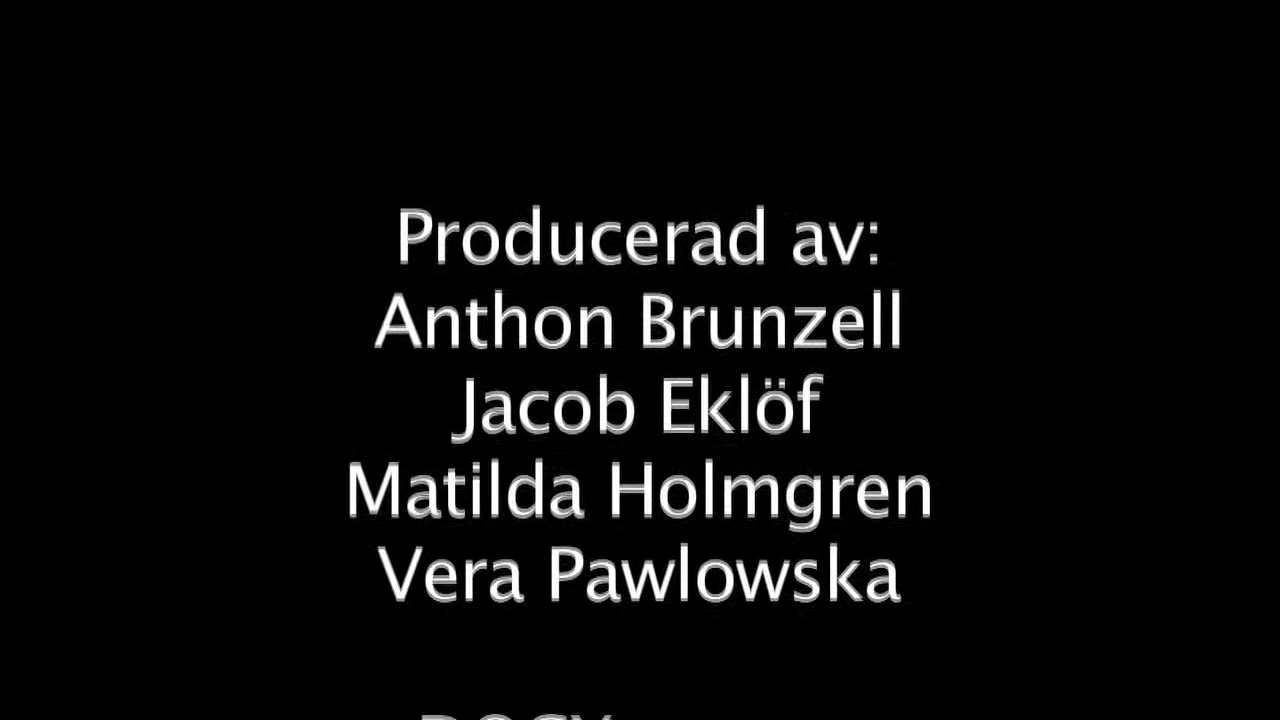 Producerad av:
Anthon Brunzell
Jacob Eklöf
Matilda Holmgren
Vera Pawlowska